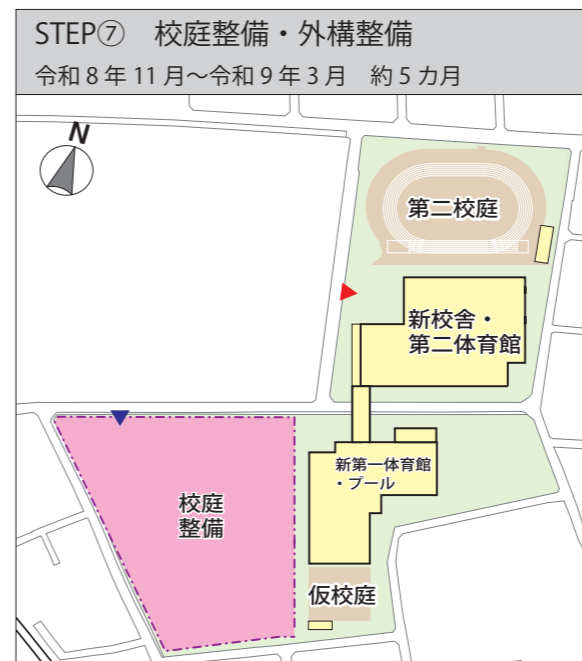 STEP⑦　校庭整備・外構整備
令和 8 年 11 月～令和 9 年 3 月　約 5 カ月
N
第二校庭
新校舎・
第二体育館
新第一体育館
・プール
校庭
整備
仮校庭